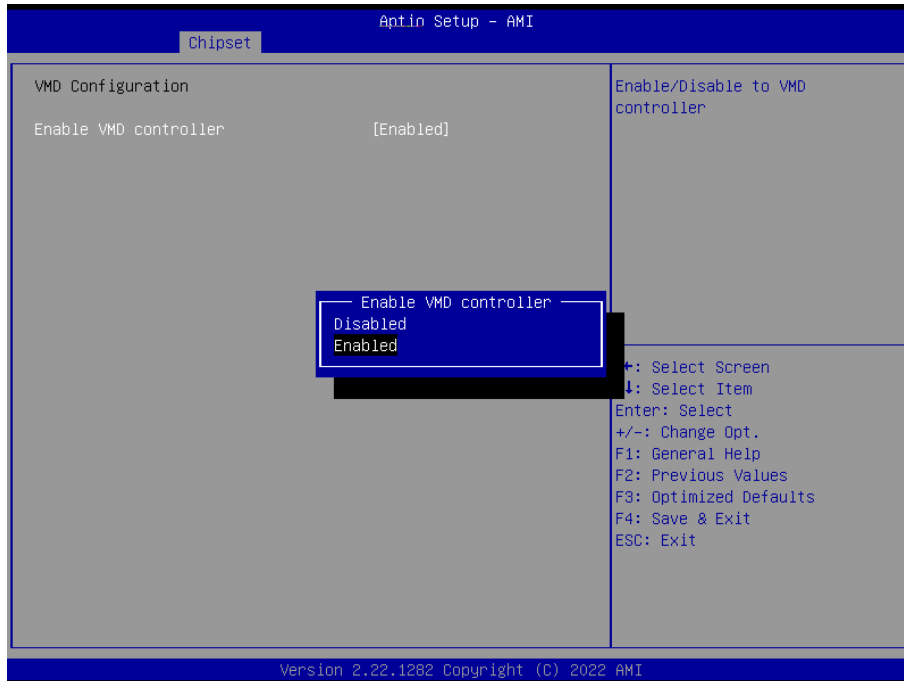 Aptio Setup – AMI
Chipset
VMD Configuration
Enable VMD controller [Enabled]
Enable/Disable to VMD
controller
Enable VMD controller
Disabled
Enabled
: Select Screen
: Select Item
Enter: Select
+/-: Change Opt.
F1: General Help
F2: Previous Values
F3: Optimized Defaults
F4: Save & Exit
ESC: Exit
Version 2.22.1282 Copyright (C) 2022 AMI